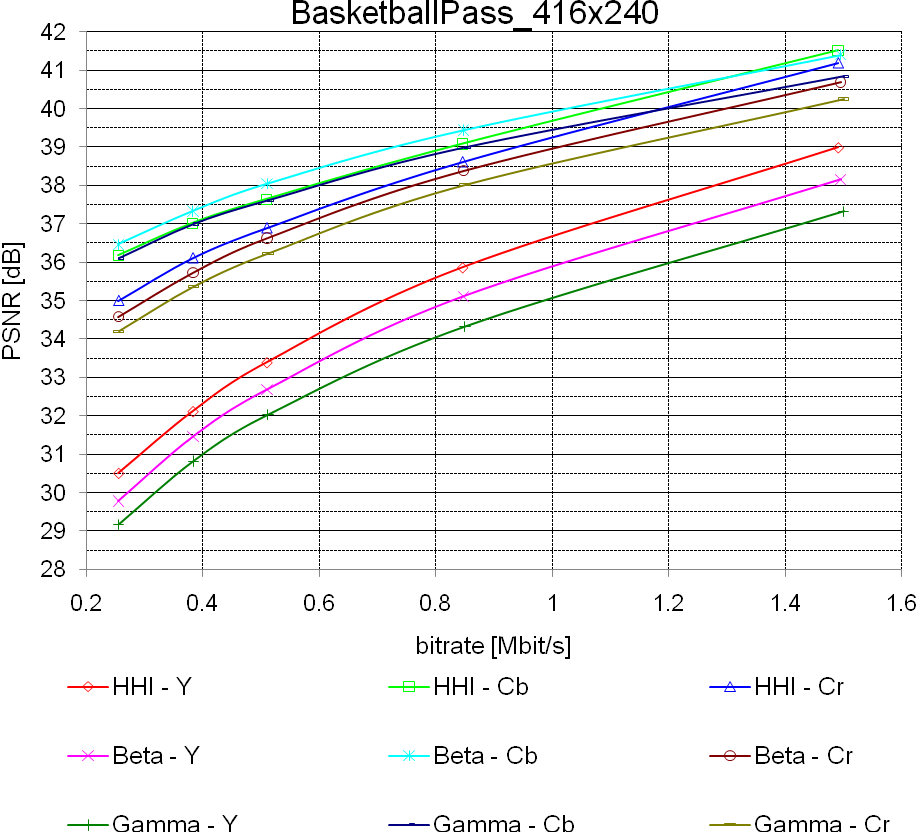 BasketballPass_416x240
42
41
40
39
38
37
36
35
34
33
32
31
30
29
28
PSNR [dB]
0.2 0.4 0.6 0.8 1 1.2 1.4 1.6
bitrate [Mbit/s]
HHI - Y HHI - Cb HHI - Cr
Beta - Y Beta - Cb Beta - Cr
Gamma - Y Gamma - Cb Gamma - Cr